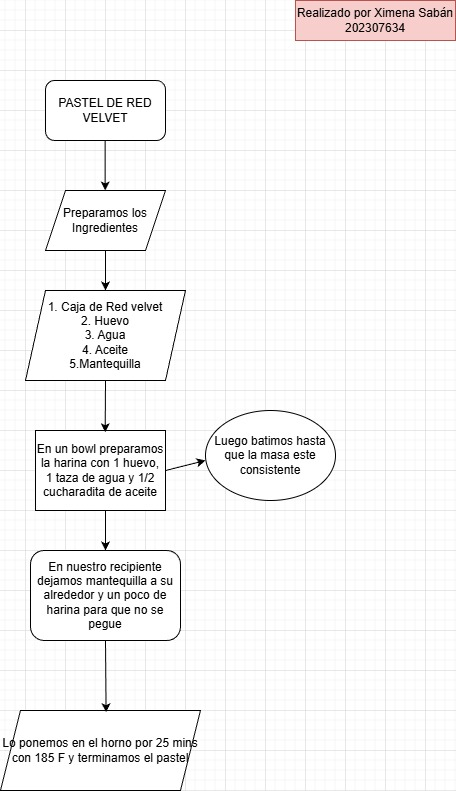 Realizado por Ximena Sabán
202307634
PASTEL DE RED
VELVET
Preparamos los
Ingredientes
1. Caja de Red velvet
2. Huevo
3. Agua
4. Aceite
5.Mantequilla
En un bowl preparamos
la harina con 1 huevo,
1 taza de agua y 1/2
cucharadita de aceite
Luego batimos hasta
que la masa este
consistente
En nuestro recipiente
dejamos mantequilla a su
alrededor y un poco de
harina para que no se
pegue
Lo ponemos en el horno por 25 mins
con 185 F y terminamos el pastel